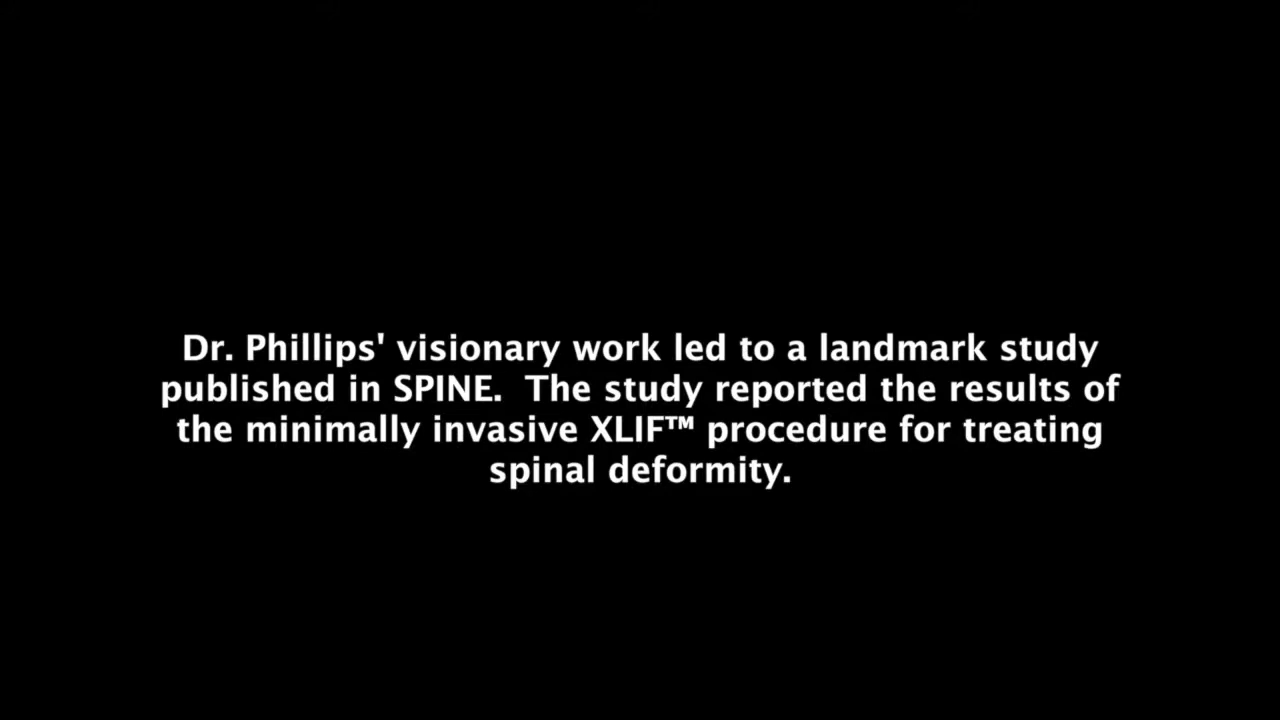 Dr. Phillips' visionary work led to a landmark study
published in SPINE.  The study reported the results of
the minimally invasive XLIF™ procedure for treating
spinal deformity.